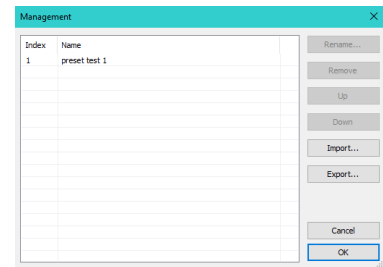 Management
Index Name
1 preset test 1
Rename...
Remove
Up
Down
Import...
Export...
Cancel
OK